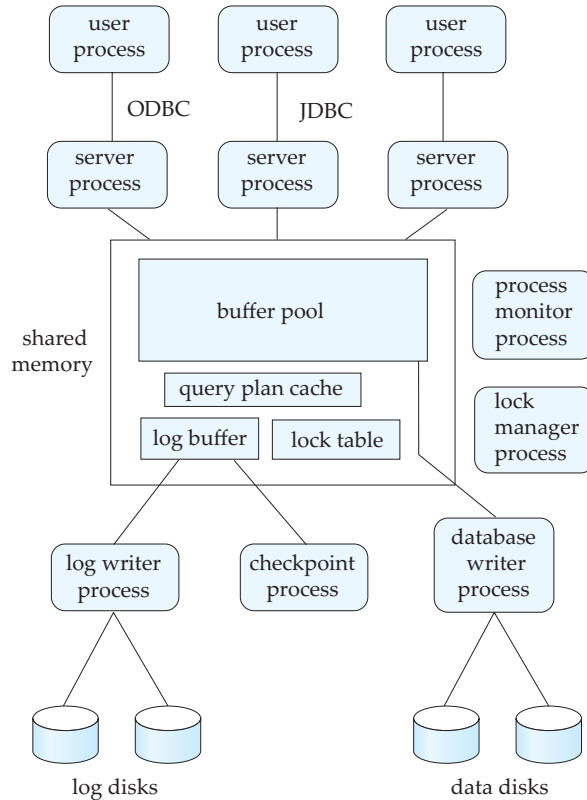 user
process
user
process
user
process
ODBC
JDBC
server
process
server
process
server
process
shared
memory
buffer pool
process
monitor
process
query plan cache
log buffer
lock table
lock
manager
process
log writer
process
checkpoint
process
database
writer
process
log disks
data disks